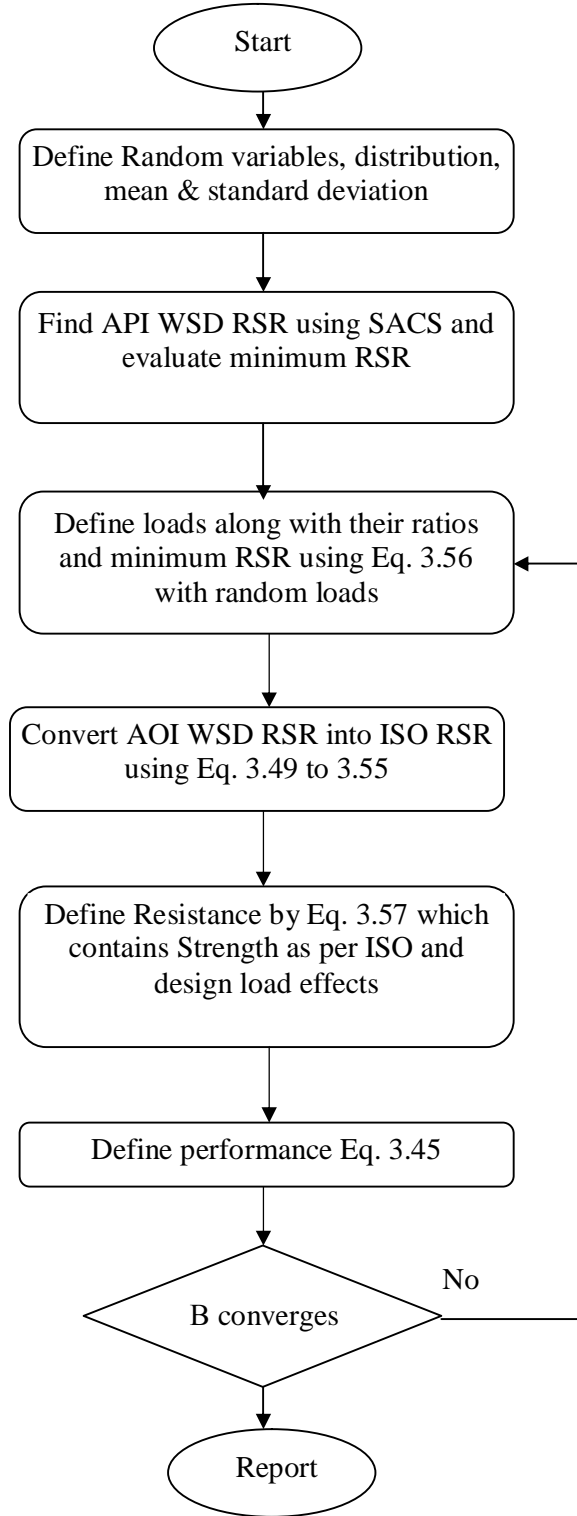 Start
Define Random variables, distribution,
mean & standard deviation
Find API WSD RSR using SACS and
evaluate minimum RSR
Define loads along with their ratios
and minimum RSR using Eq. 3.56
with random loads
Convert AOI WSD RSR into ISO RSR
using Eq. 3.49 to 3.55
Define Resistance by Eq. 3.57 which
contains Strength as per ISO and
design load effects
Define performance Eq. 3.45
B converges
No
Report